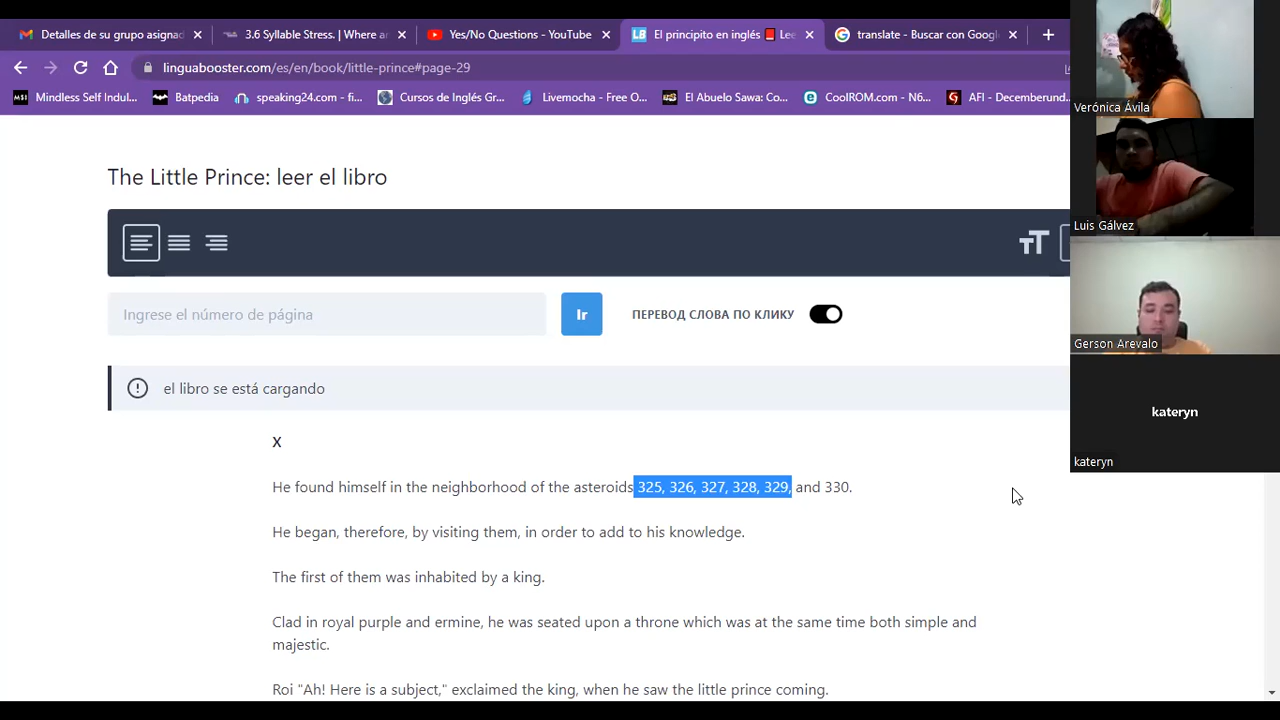 Detalles de su grupo asignad
3.6 Syllable Stress. | Where ar
Yes/No Questions - YouTube
El principito en inglés 📕 Lee
translate - Buscar con Google
linguabooster.com/es/en/book/little-prince#page-29
Mindless Self Indul...
Batpedia
speaking24.com - fi...
Cursos de Inglés Gr...
Livemocha - Free O...
El Abuelo Sawa: Co...
CoolROM.com - N6...
AFI - Decemberund...
The Little Prince: leer el libro
Ingrese el número de página
Ir
ПЕРЕВОД СЛОВА ПО КЛИКУ
el libro se está cargando
X
He found himself in the neighborhood of the asteroids 325, 326, 327, 328, 329, and 330.
He began, therefore, by visiting them, in order to add to his knowledge.
The first of them was inhabited by a king.
Clad in royal purple and ermine, he was seated upon a throne which was at the same time both simple and
majestic.
Roi "Ah! Here is a subject," exclaimed the king, when he saw the little prince coming.
Verónica Ávila
Luis Gálvez
Gerson Arevalo
kateryn
kateryn